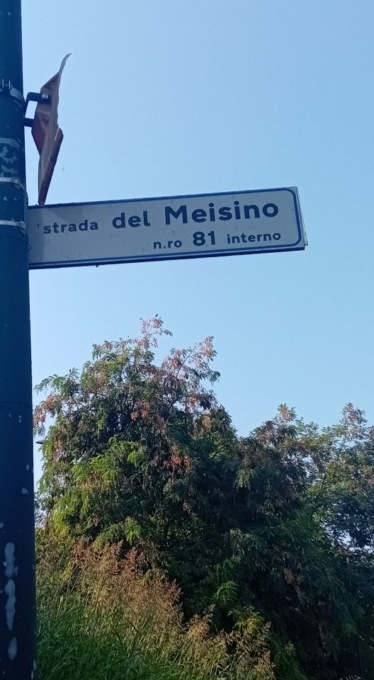 strada del Meisino
n.ro 81 interno